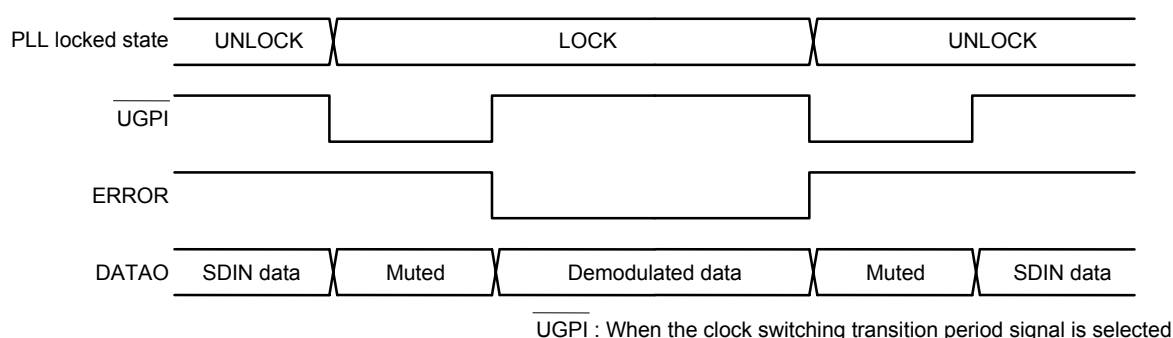 PLL locked state UNLOCK LOCK UNLOCK
UGPI
ERROR
DATAO SDIN data Muted Demodulated data Muted SDIN data
UGPI : When the clock switching transition period signal is selected